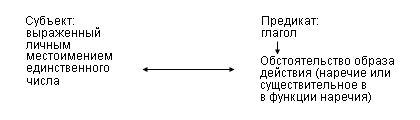 Субъект:
выраженный
личным
местоимением
единственного
числа
Предикат:
глагол
Обстоятельство образа
действия (наречие или
существительное в
в функции наречия)